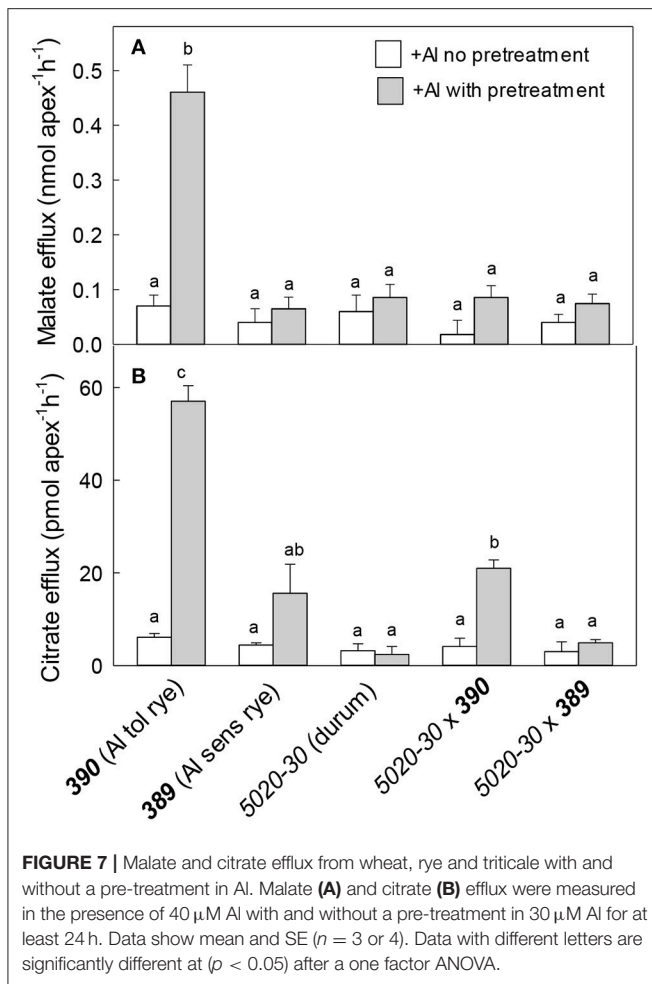 A
+Al no pretreatment
+Al with pretreatment
Malate efflux (nmol apex⁻¹h⁻¹)
0.5
0.4
0.3
0.2
0.1
0.0
a b a a a a a a a a
B
Citrate efflux (pmol apex⁻¹h⁻¹)
60
40
20
0
a c a ab a a a b a a
390 (Al tol rye)
389 (Al sens rye)
5020-30 (durum)
5020-30 x 390
5020-30 x 389
FIGURE 7 | Malate and citrate efflux from wheat, rye and triticale with and
without a pre-treatment in Al. Malate (A) and citrate (B) efflux were measured
in the presence of 40 μM Al with and without a pre-treatment in 30 μM Al for at
least 24 h. Data show mean and SE (n = 3 or 4). Data with different letters are
significantly different at (p < 0.05) after a one factor ANOVA.